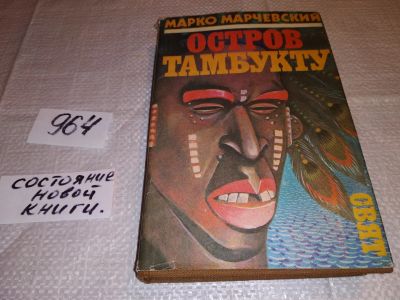 МАРКО МАРЧЕВСКИЙ
ОСТРОВ
ТАМБУКТУ
СВЯТ
964
СОСТОЯНИЕ
НОВОЙ
КНИГИ.